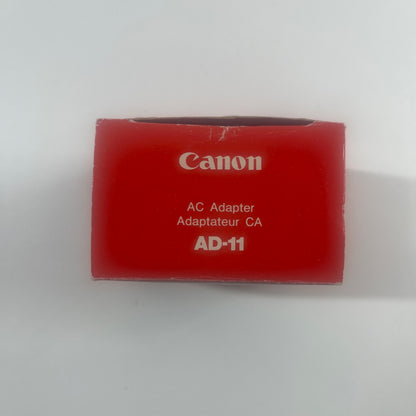 Canon
AC Adapter
Adaptateur CA
AD-11